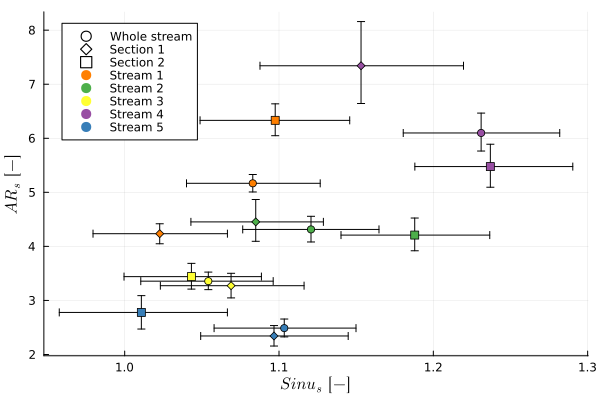 8
7
6
5
4
3
2
AR_s [−]
Whole stream
Section 1
Section 2
Stream 1
Stream 2
Stream 3
Stream 4
Stream 5
1.0 1.1 1.2 1.3
Sinu_s [−]